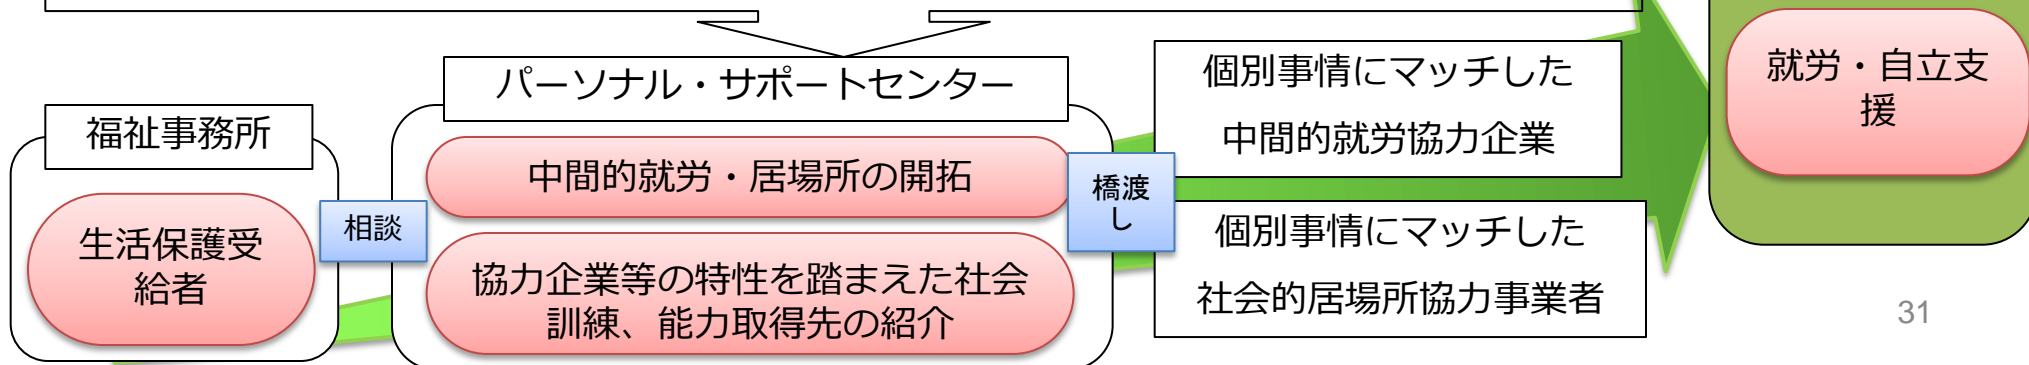 福祉事務所
生活保護受
給者
相談
パーソナル・サポートセンター
中間的就労・居場所の開拓
協力企業等の特性を踏まえた社会
訓練、能力取得先の紹介
橋渡
し
個別事情にマッチした
中間的就労協力企業
個別事情にマッチした
社会的居場所協力事業者
就労・自立支
援
31